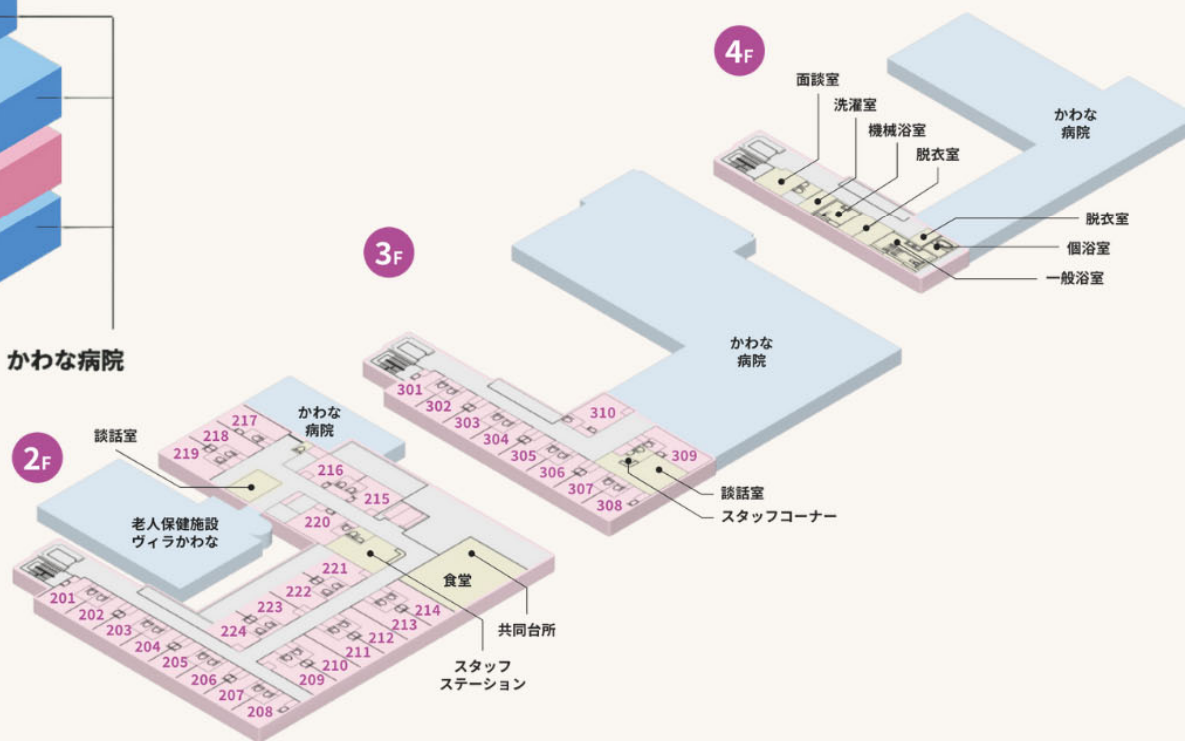 かわな病院
2F
談話室
217
218
219
かわな
病院
216
215
老人保健施設
ヴィラかわな
220
221
222
223
224
食堂
214
213
212
211
210
209
201
202
203
204
205
206
207
208
共同台所
スタッフ
ステーション
3F
かわな
病院
301
302
303
304
305
306
307
308
310
309
談話室
スタッフコーナー
4F
面談室
洗濯室
機械浴室
脱衣室
かわな
病院
脱衣室
個浴室
一般浴室